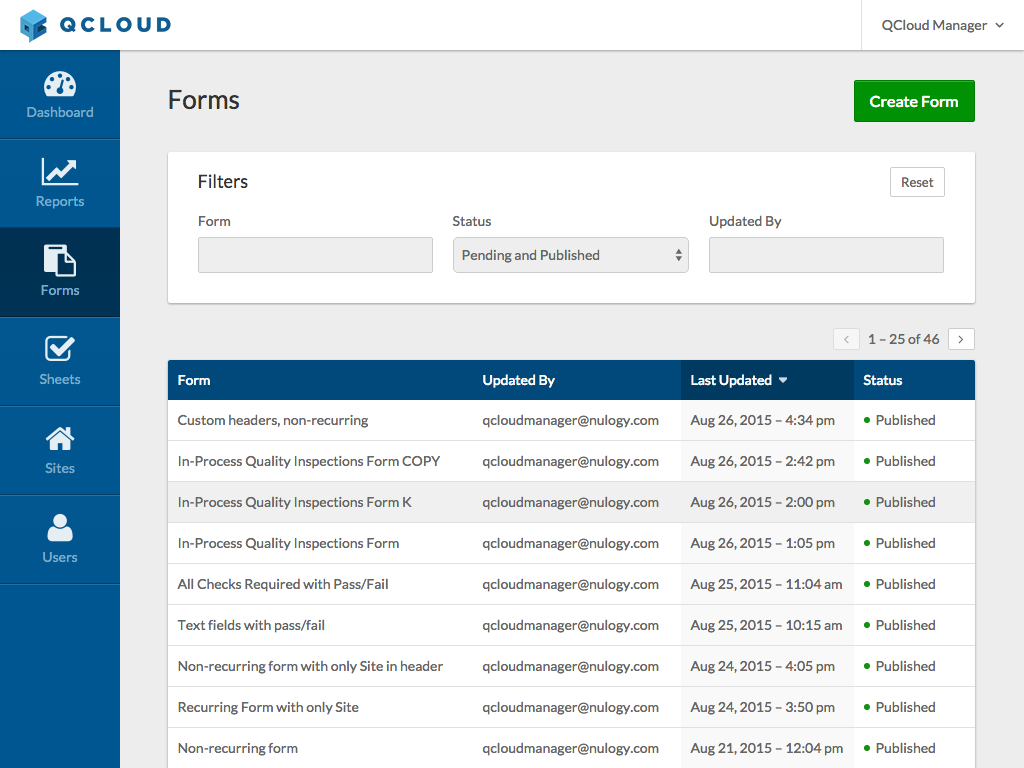 QCLOUD
QCloud Manager
Dashboard
Reports
Forms
Sheets
Sites
Users
Forms
Create Form
Filters
Reset
Form Status Updated By
Pending and Published
1 – 25 of 46
Form Updated By Last Updated Status
Custom headers, non-recurring qcloudmanager@nulogy.com Aug 26, 2015 – 4:34 pm Published
In-Process Quality Inspections Form COPY qcloudmanager@nulogy.com Aug 26, 2015 – 2:42 pm Published
In-Process Quality Inspections Form K qcloudmanager@nulogy.com Aug 26, 2015 – 2:00 pm Published
In-Process Quality Inspections Form qcloudmanager@nulogy.com Aug 26, 2015 – 1:05 pm Published
All Checks Required with Pass/Fail qcloudmanager@nulogy.com Aug 25, 2015 – 11:04 am Published
Text fields with pass/fail qcloudmanager@nulogy.com Aug 25, 2015 – 10:15 am Published
Non-recurring form with only Site in header qcloudmanager@nulogy.com Aug 24, 2015 – 4:05 pm Published
Recurring Form with only Site qcloudmanager@nulogy.com Aug 24, 2015 – 3:50 pm Published
Non-recurring form qcloudmanager@nulogy.com Aug 21, 2015 – 12:04 pm Published